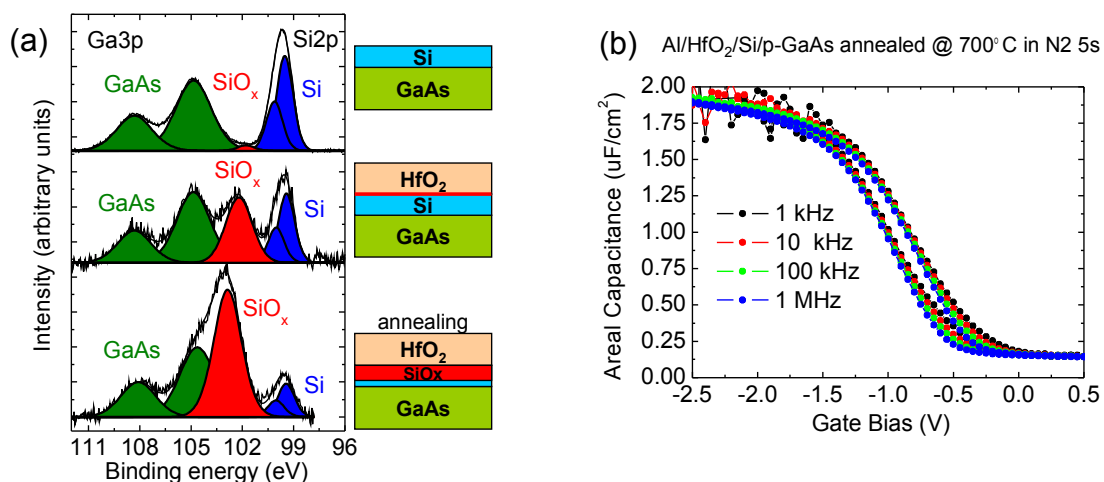 (a)
Ga3p
Si2p
GaAs
SiOx
Si
Si
GaAs
GaAs
SiOx
Si
HfO2
Si
GaAs
GaAs
SiOx
Si
annealing
HfO2
SiOx
GaAs
Intensity (arbitrary units)
111 108 105 102 99 96
Binding energy (eV)
(b)
Al/HfO2/Si/p-GaAs annealed @ 700°C in N2 5s
2.00
1.75
1.50
1.25
1.00
0.75
0.50
0.25
0.00
Areal Capacitance (uF/cm²)
1 kHz
10 kHz
100 kHz
1 MHz
-2.5 -2.0 -1.5 -1.0 -0.5 0.0 0.5
Gate Bias (V)